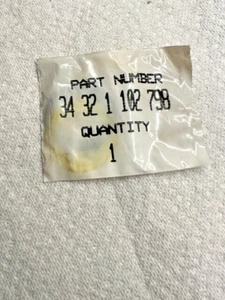 PART NUMBER
34 32 1 102 798
QUANTITY
1